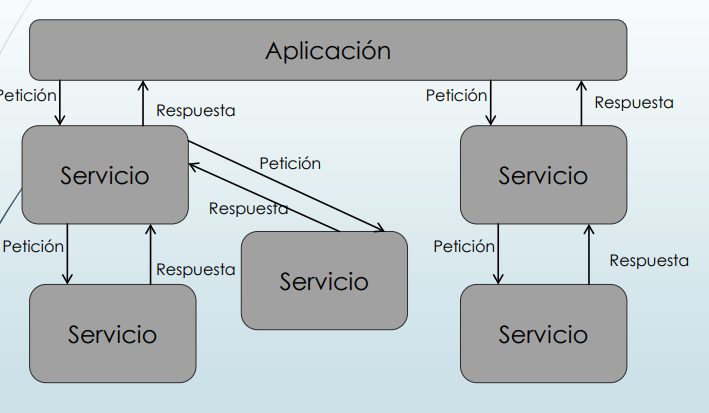 Aplicación
Petición
Respuesta
Petición
Respuesta
Servicio
Petición
Respuesta
Servicio
Petición
Respuesta
Servicio
Petición
Respuesta
Servicio
Servicio